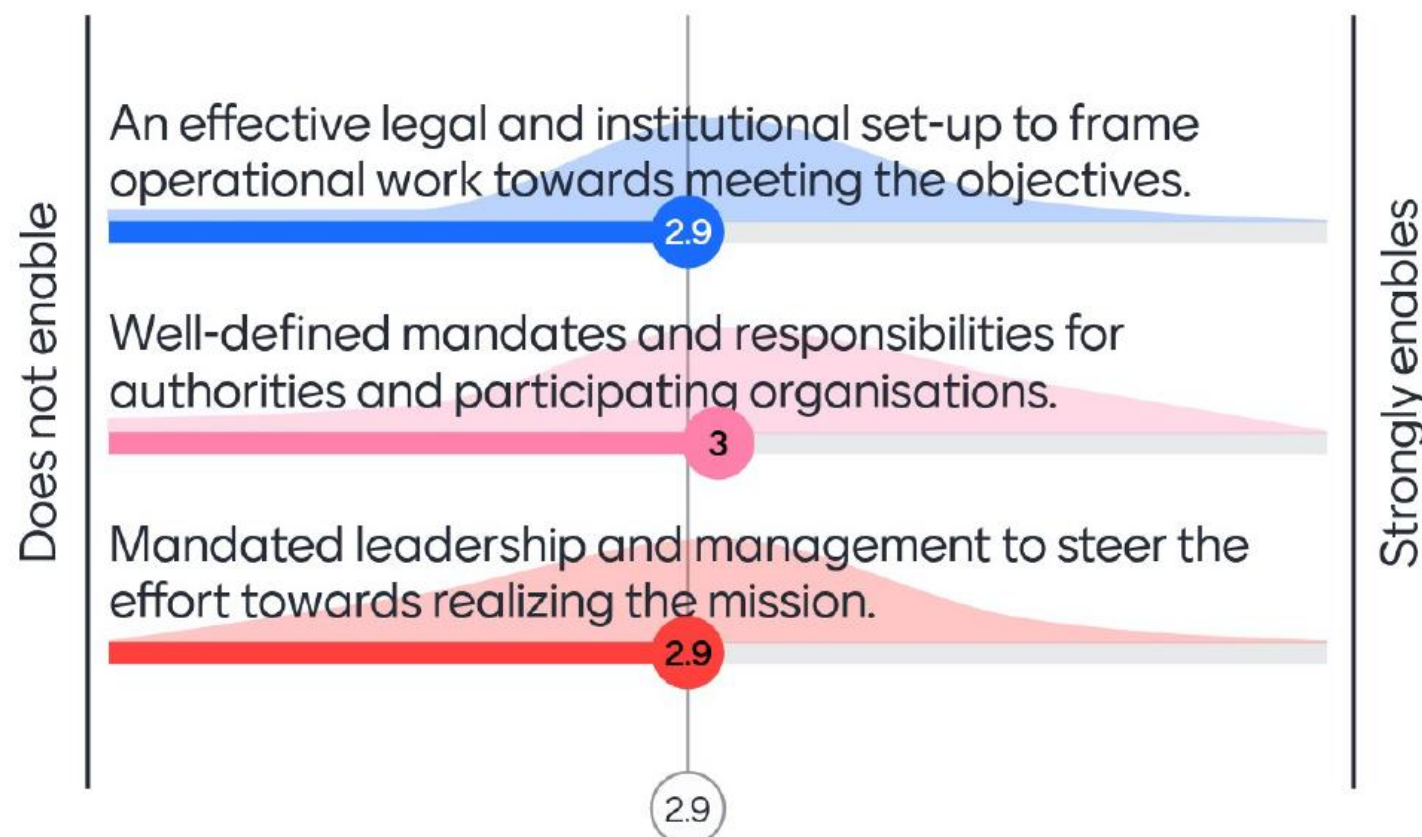 Does not enable
An effective legal and institutional set-up to frame
operational work towards meeting the objectives.
2.9
Well-defined mandates and responsibilities for
authorities and participating organisations.
3
Mandated leadership and management to steer the
effort towards realizing the mission.
2.9
2.9
Strongly enables